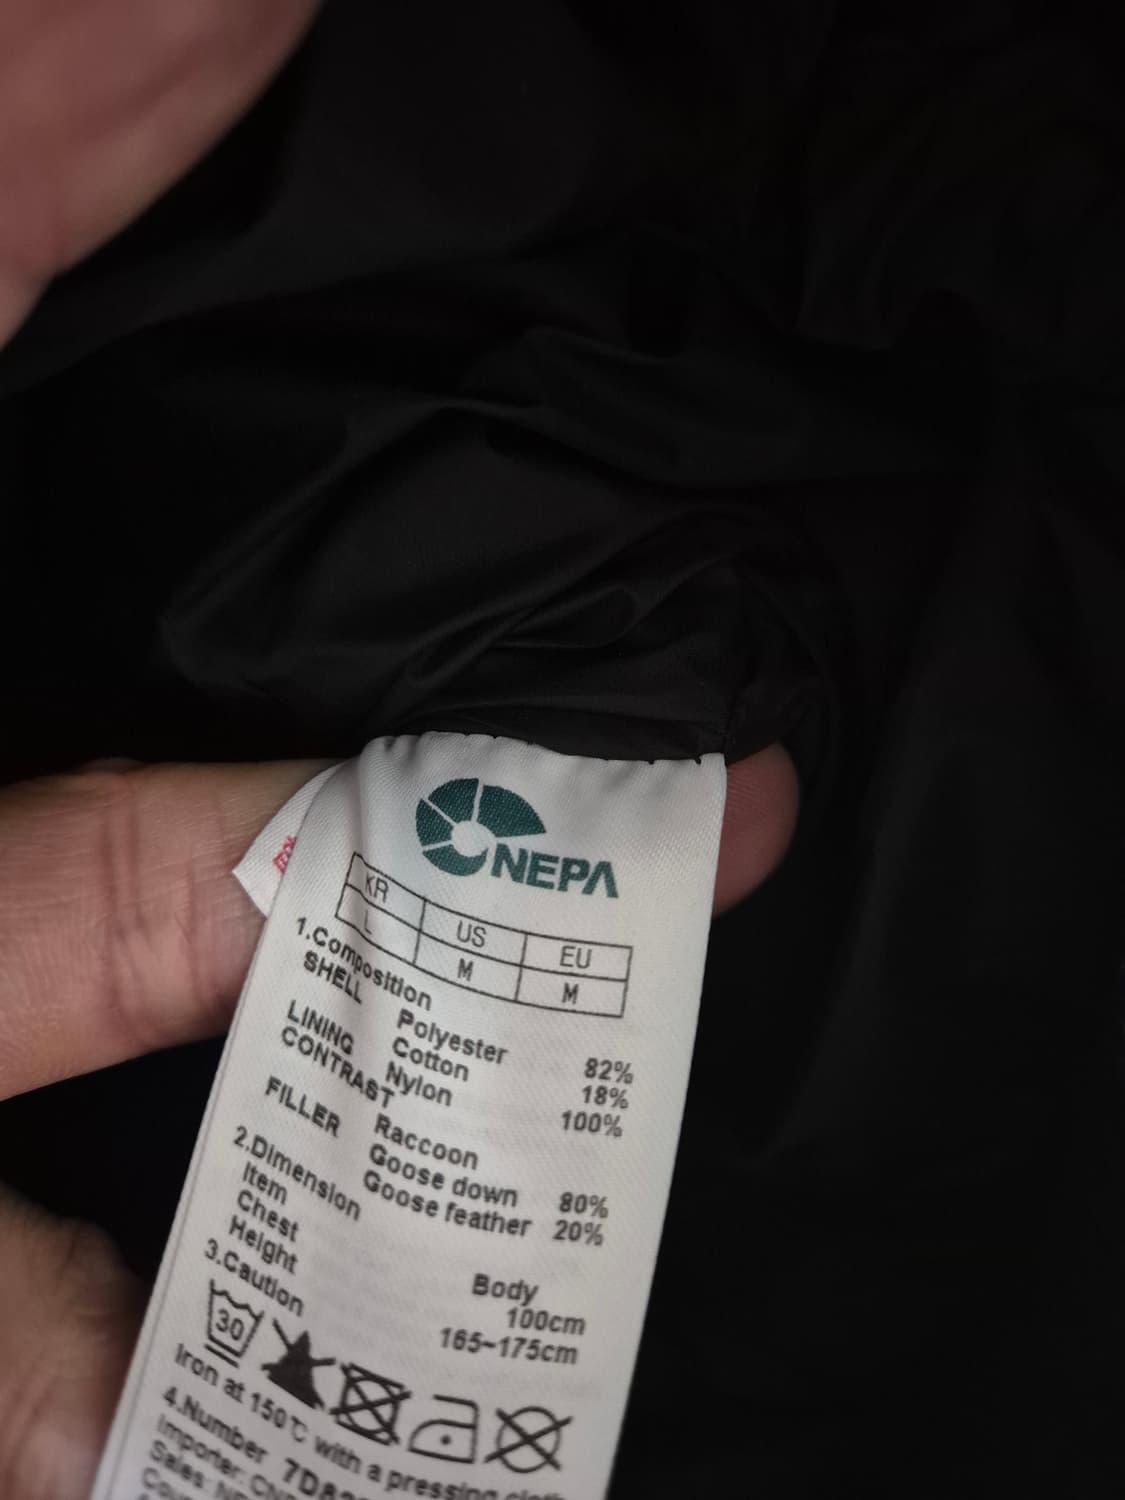 NEPA
KR US EU
L M M
1.Composition
SHELL Polyester 82%
Cotton 18%
LINING Nylon 100%
CONTRAST
Raccoon
FILLER Goose down 80%
Goose feather 20%
2.Dimension
Item Body
Chest 100cm
Height 165~175cm
3.Caution
30
Iron at 150℃ with a pressing cloth
4.Number
Importer:
Sales: